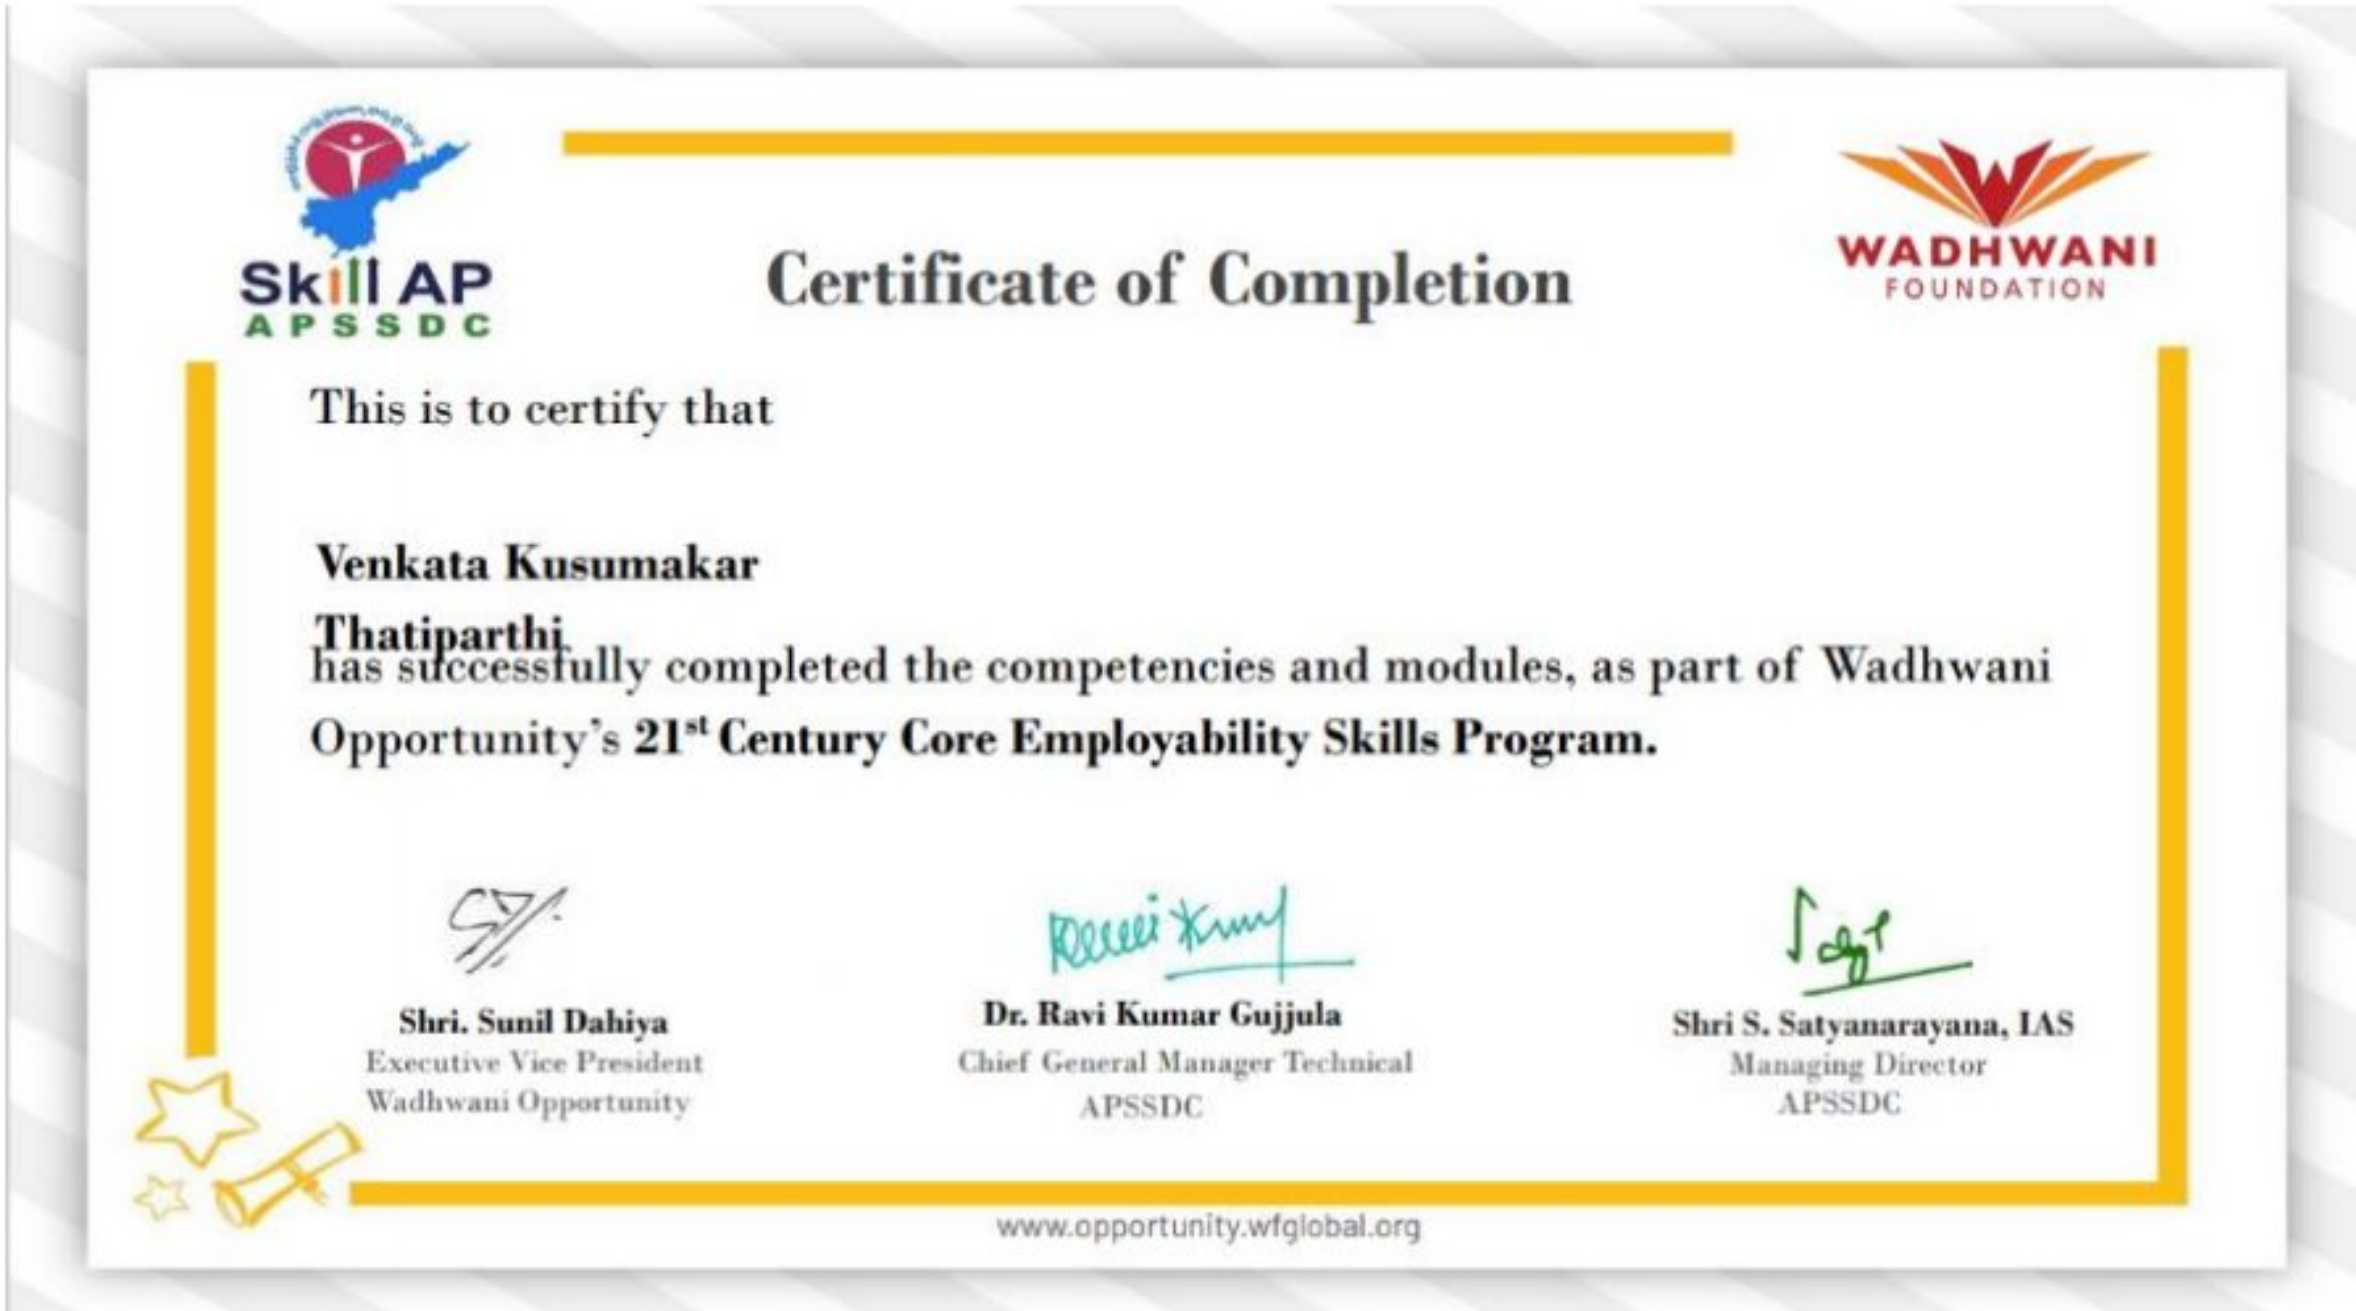 Skill AP
APSSDC
WADHWANI
FOUNDATION
Certificate of Completion
This is to certify that
Venkata Kusumakar
Thatiparthi
has successfully completed the competencies and modules, as part of Wadhwani
Opportunity’s 21st Century Core Employability Skills Program.
Shri. Sunil Dahiya
Executive Vice President
Wadhwani Opportunity
Dr. Ravi Kumar Gujjula
Chief General Manager Technical
APSSDC
Shri S. Satyanarayana, IAS
Managing Director
APSSDC
www.opportunity.wfglobal.org